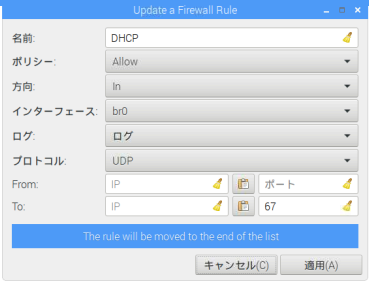 Update a Firewall Rule
名前: DHCP
ポリシー: Allow
方向: In
インターフェース: br0
ログ: ログ
プロトコル: UDP
From: IP ポート
To: IP 67
The rule will be moved to the end of the list
キャンセル(C) 適用(A)